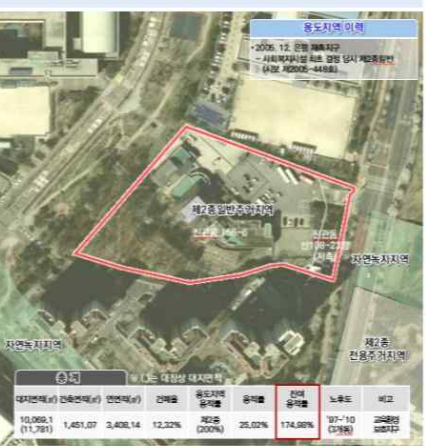 용도지역 이력
• 2005. 12. 은평 재촉지구
- 사회복지시설 최초 결정 당시 제2종일반
(시보 제2005-448호)
제2종일반주거지역
진관동
자연녹지지역
자연녹지지역
제2종
전용주거지역
총 계
※ ( )는 대장상 대지면적
대지면적(㎡) 건축면적(㎡) 연면적(㎡) 건폐율 용도지역 용적률 용적률 잔여 용적률 노후도 비고
10,069.1 (11,781) 1,451.07 3,408.14 12.32% 제2종 (200%) 25.02% 174.98% '97~'10 (3개동)